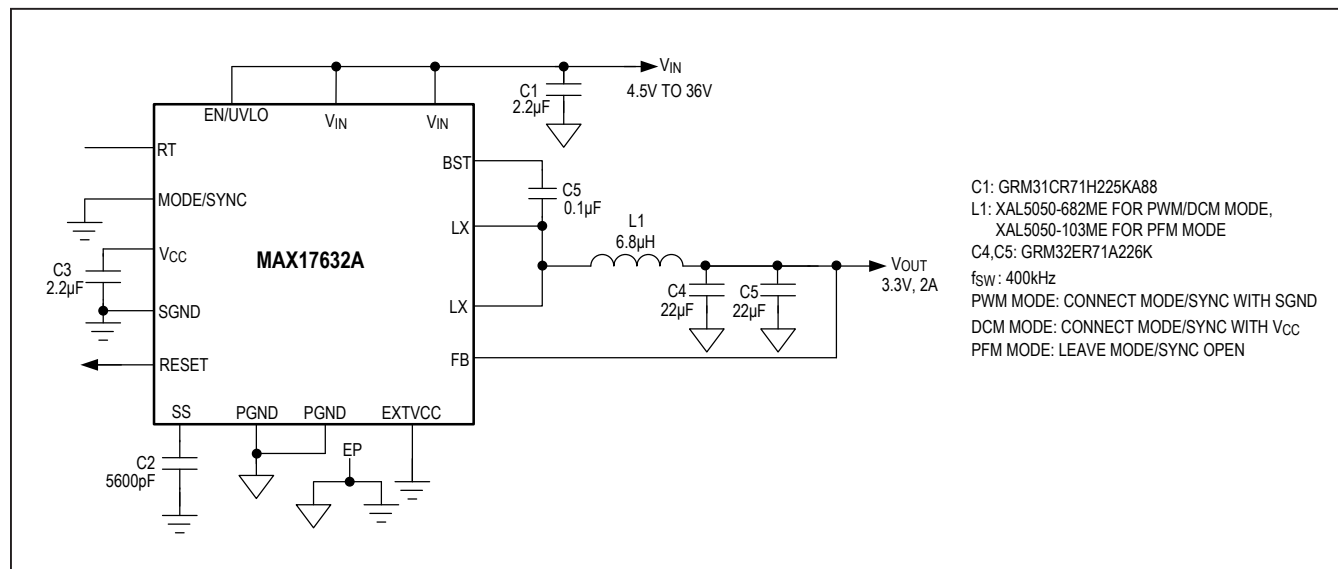 VIN
4.5V TO 36V
C1
2.2µF
EN/UVLO
VIN
VIN
RT
MODE/SYNC
VCC
C3
2.2µF
SGND
RESET
MAX17632A
BST
C5
0.1µF
LX
LX
L1
6.8µH
VOUT
3.3V, 2A
C4
22µF
C5
22µF
FB
SS
PGND
PGND
EXTVCC
EP
C2
5600pF
C1: GRM31CR71H225KA88
L1: XAL5050-682ME FOR PWM/DCM MODE,
XAL5050-103ME FOR PFM MODE
C4,C5: GRM32ER71A226K
fSW : 400kHz
PWM MODE: CONNECT MODE/SYNC WITH SGND
DCM MODE: CONNECT MODE/SYNC WITH VCC
PFM MODE: LEAVE MODE/SYNC OPEN